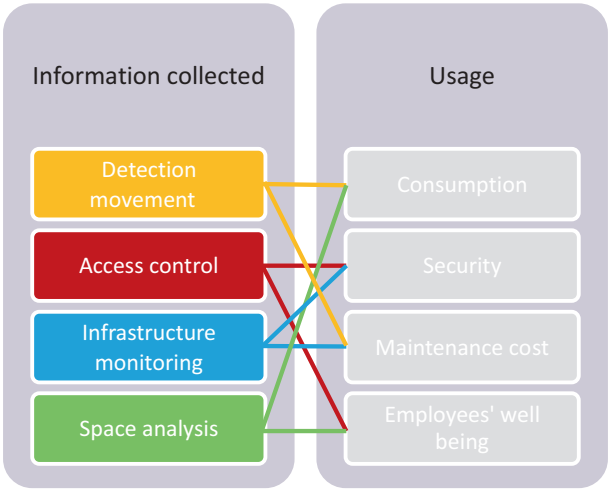 Information collected
Detection
movement
Access control
Infrastructure
monitoring
Space analysis
Usage
Consumption
Security
Maintenance cost
Employees' well
being